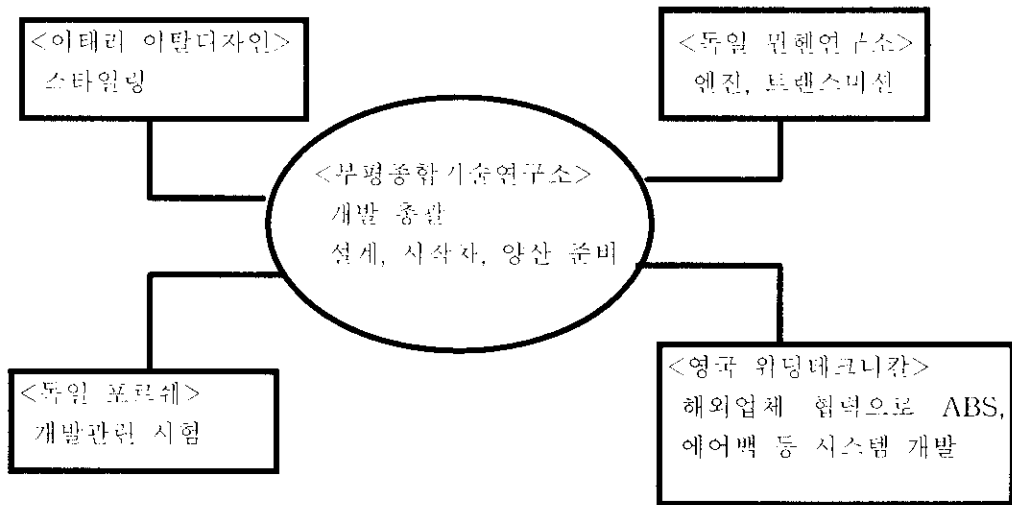 <이태리 이탈디자인>
스타일링
<독일 뮌헨연구소>
엔진, 트랜스미션
<부평종합기술연구소>
개발 총괄
설계, 시작차, 양산 준비
<독일 포르쉐>
개발관련 시험
<영국 워딩테크니칼>
해외업체 협력으로 ABS,
에어백 등 시스템 개발